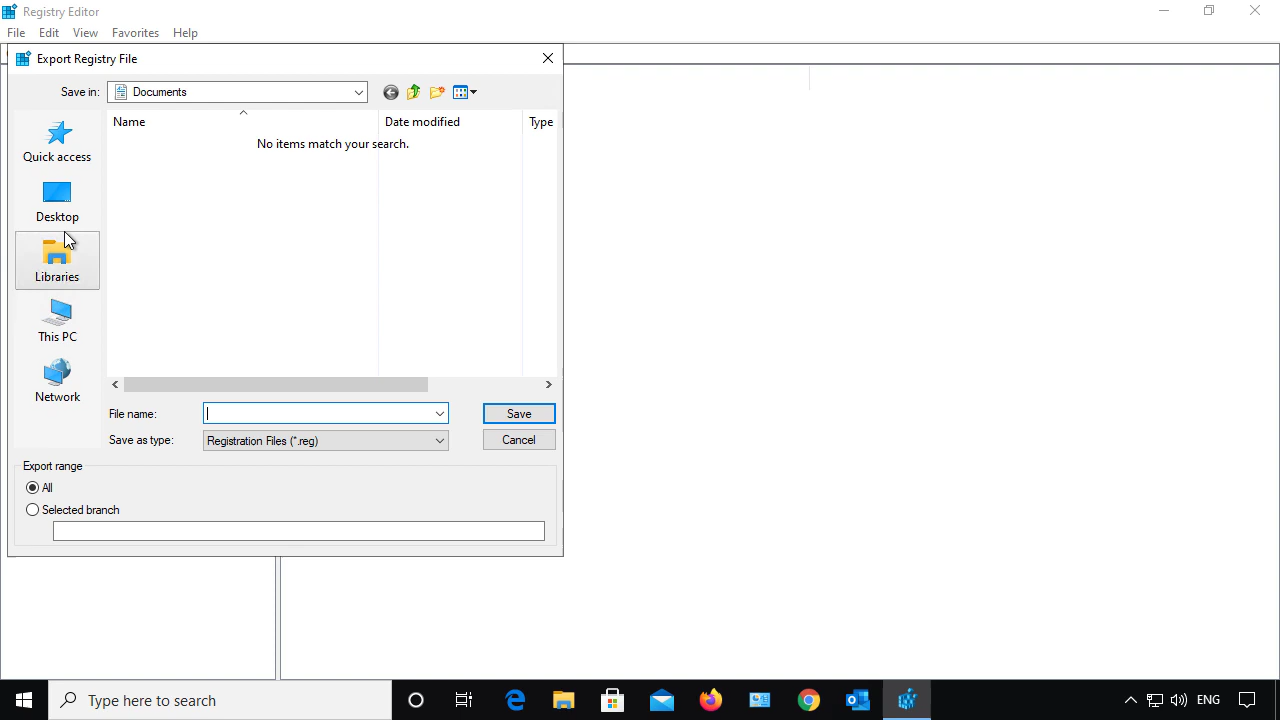 Registry Editor
File Edit View Favorites Help
Export Registry File
Save in: Documents
Name Date modified Type
No items match your search.
Quick access
Desktop
Libraries
This PC
Network
File name: Save
Save as type: Registration Files (*.reg) Cancel
Export range
All
Selected branch
Type here to search
ENG